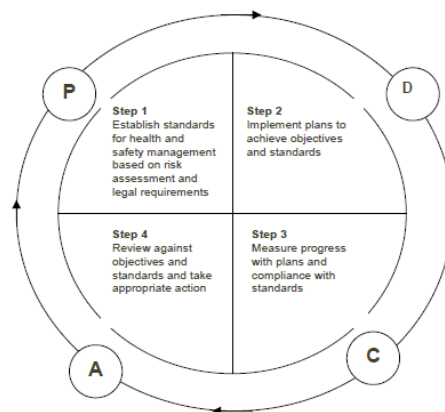 P
D
Step 1
Establish standards
for health and
safety management
based on risk
assessment and
legal requirements
Step 2
Implement plans to
achieve objectives
and standards
Step 4
Review against
objectives and
standards and take
appropriate action
Step 3
Measure progress
with plans and
compliance with
standards
A
C